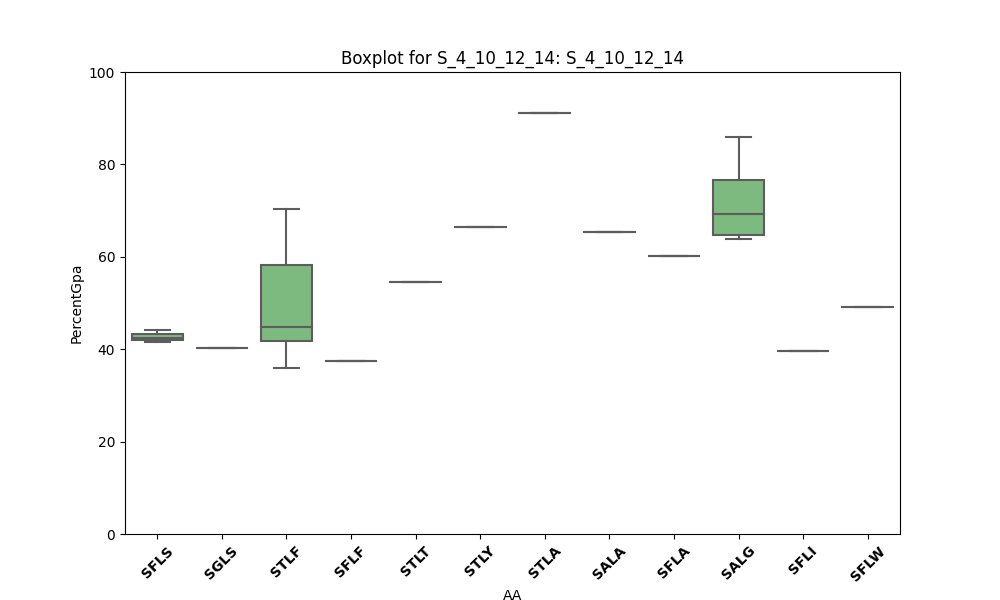 Boxplot for S_4_10_12_14: S_4_10_12_14
100
80
60
40
20
0
PercentGpa
SFLS
SGLS
STLF
SFLF
STLT
STLY
STLA
SALA
SFLA
SALG
SFLI
SFLW
AA